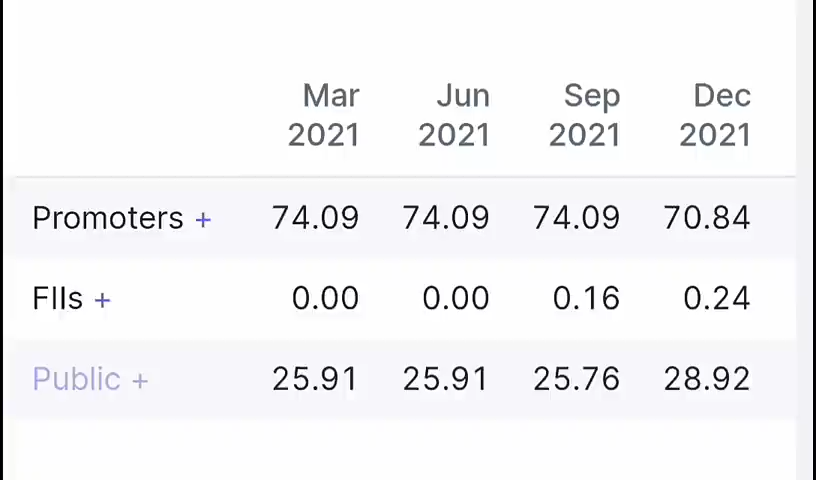 Mar Jun Sep Dec
2021 2021 2021 2021
Promoters + 74.09 74.09 74.09 70.84
FIIs + 0.00 0.00 0.16 0.24
Public + 25.91 25.91 25.76 28.92